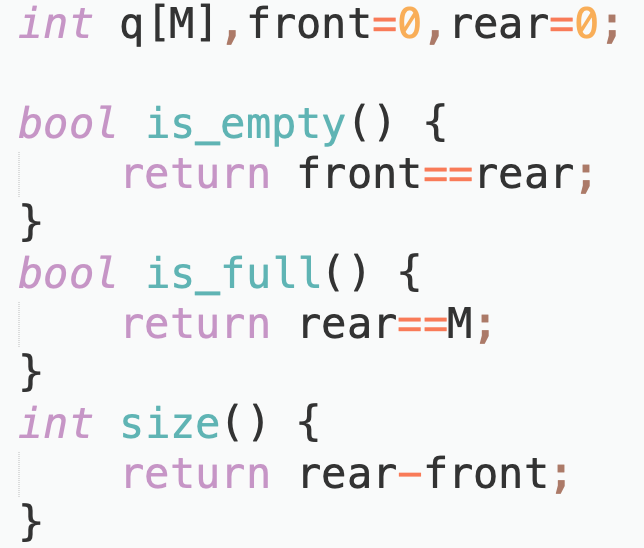 int q[M],front=0,rear=0;
bool is_empty() {
return front==rear;
}
bool is_full() {
return rear==M;
}
int size() {
return rear-front;
}